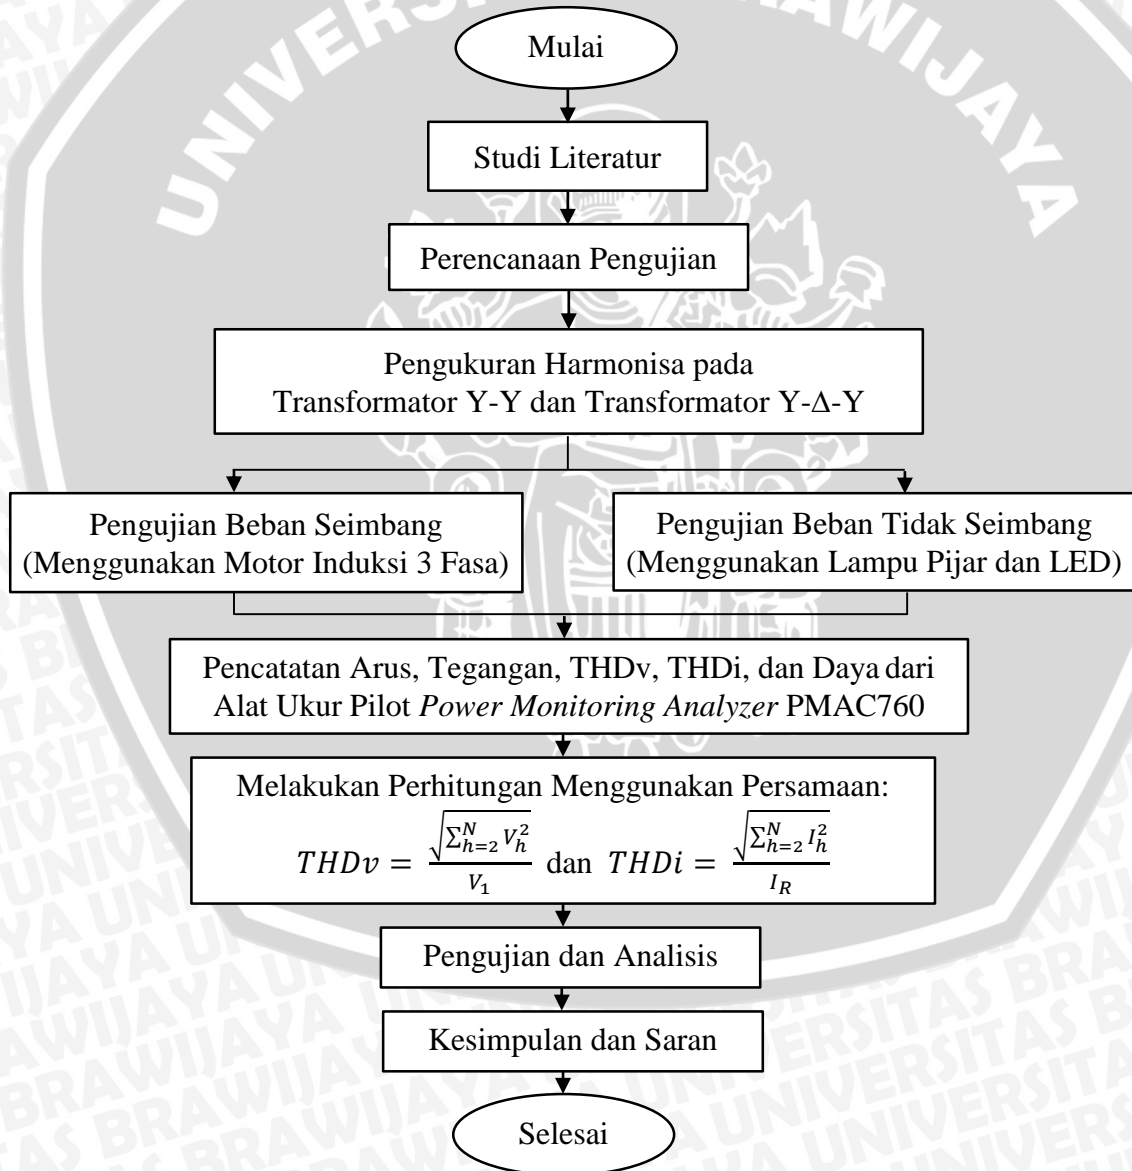 UNIVERSITAS BRAWIJAYA
Mulai
Studi Literatur
Perencanaan Pengujian
Pengukuran Harmonisa pada
Transformator Y-Y dan Transformator Y-Δ-Y
Pengujian Beban Seimbang
(Menggunakan Motor Induksi 3 Fasa)
Pengujian Beban Tidak Seimbang
(Menggunakan Lampu Pijar dan LED)
Pencatatan Arus, Tegangan, THDv, THDi, dan Daya dari
Alat Ukur Pilot Power Monitoring Analyzer PMAC760
Melakukan Perhitungan Menggunakan Persamaan:
THDv = √(∑_{h=2}^{N} V_h^2) / V_1 dan THDi = √(∑_{h=2}^{N} I_h^2) / I_R
Pengujian dan Analisis
Kesimpulan dan Saran
Selesai